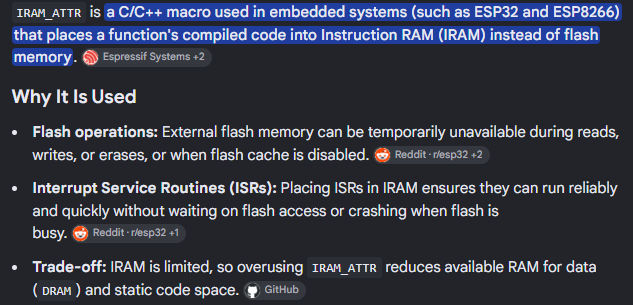 IRAM_ATTR is a C/C++ macro used in embedded systems (such as ESP32 and ESP8266)
that places a function's compiled code into Instruction RAM (IRAM) instead of flash
memory. Espressif Systems +2
Why It Is Used
• Flash operations: External flash memory can be temporarily unavailable during reads,
writes, or erases, or when flash cache is disabled. Reddit · r/esp32 +2
• Interrupt Service Routines (ISRs): Placing ISRs in IRAM ensures they can run reliably
and quickly without waiting on flash access or crashing when flash is
busy. Reddit · r/esp32 +1
• Trade-off: IRAM is limited, so overusing IRAM_ATTR reduces available RAM for data
( DRAM ) and static code space. GitHub